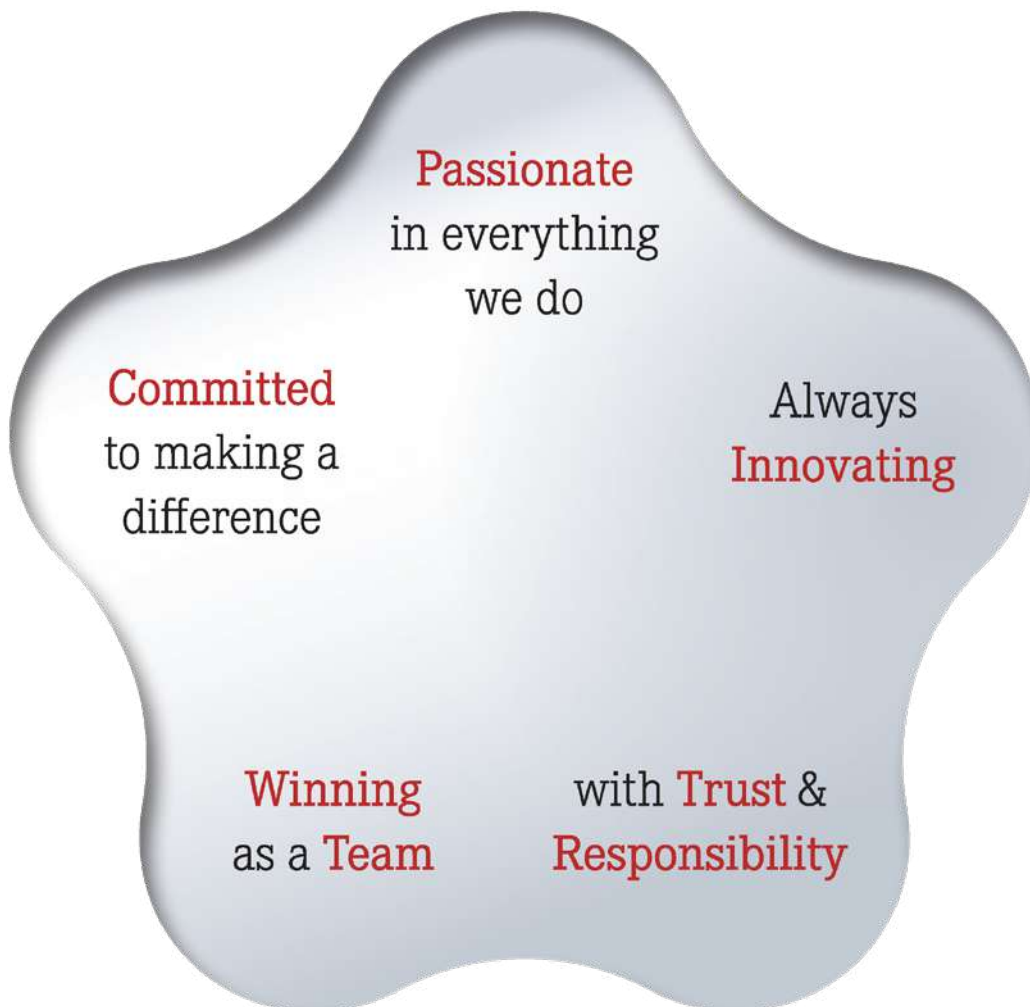 Passionate
in everything
we do
Committed
to making a
difference
Always
Innovating
Winning
as a Team
with Trust &
Responsibility